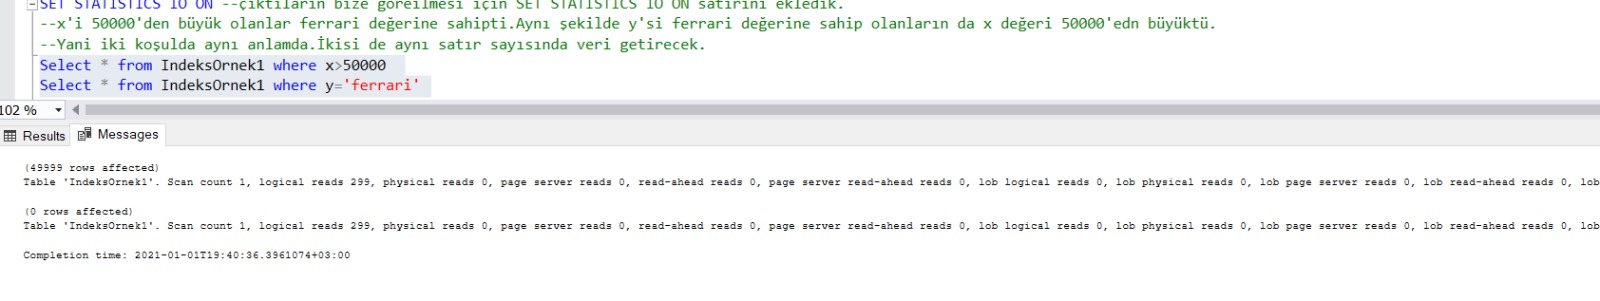 SET STATISTICS IO ON --çıktıların bize göreilmesi için SET STATISTICS IO ON satırını ekledik.
--x'i 50000'den büyük olanlar ferrari değerine sahipti.Aynı şekilde y'si ferrari değerine sahip olanların da x değeri 50000'edn büyüktü.
--Yani iki koşulda aynı anlamda.İkisi de aynı satır sayısında veri getirecek.
Select * from IndeksOrnek1 where x>50000
Select * from IndeksOrnek1 where y='ferrari'
102 %
Results Messages
(49999 rows affected)
Table 'IndeksOrnek1'. Scan count 1, logical reads 299, physical reads 0, page server reads 0, read-ahead reads 0, page server read-ahead reads 0, lob logical reads 0, lob physical reads 0, lob page server reads 0, lob read-ahead reads 0, lob
(0 rows affected)
Table 'IndeksOrnek1'. Scan count 1, logical reads 299, physical reads 0, page server reads 0, read-ahead reads 0, page server read-ahead reads 0, lob logical reads 0, lob physical reads 0, lob page server reads 0, lob read-ahead reads 0, lob
Completion time: 2021-01-01T19:40:36.3961074+03:00